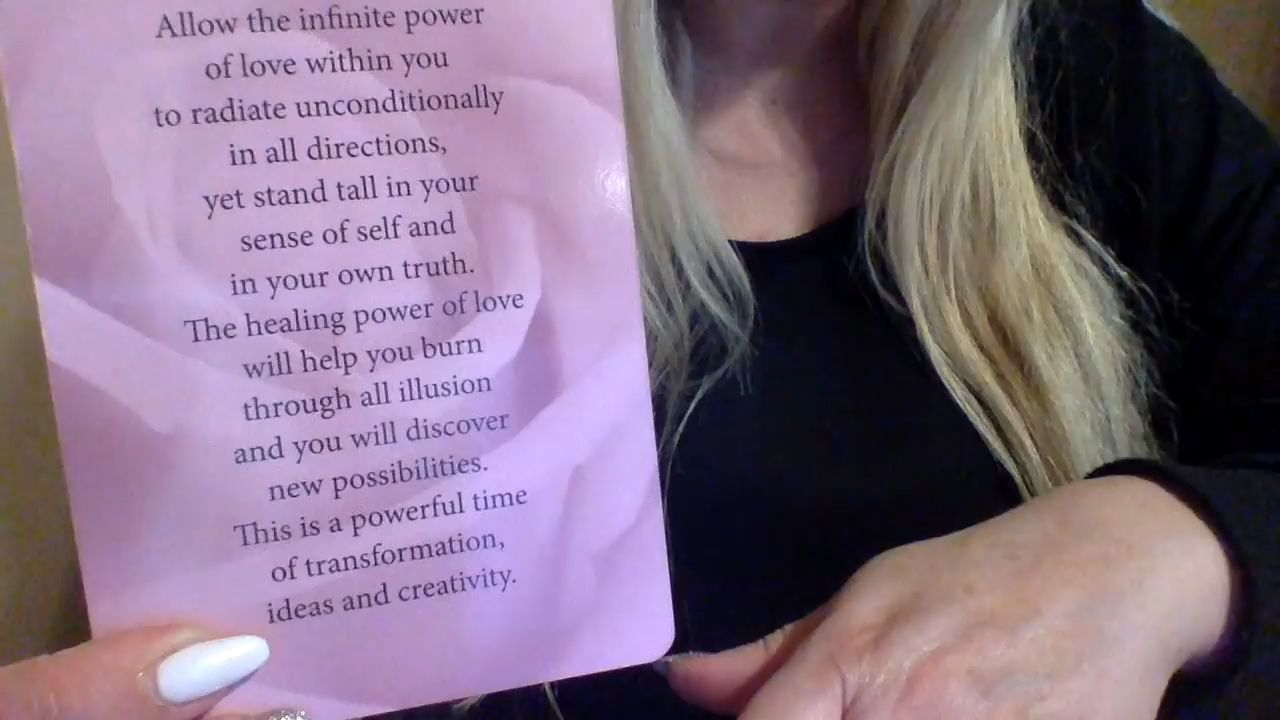 Allow the infinite power
of love within you
to radiate unconditionally
in all directions,
yet stand tall in your
sense of self and
in your own truth.
The healing power of love
will help you burn
through all illusion
and you will discover
new possibilities.
This is a powerful time
of transformation,
ideas and creativity.